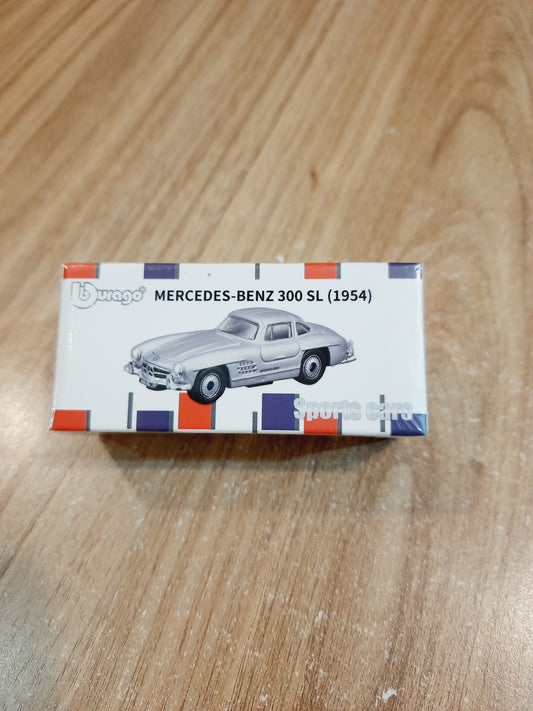 Burago®
MERCEDES-BENZ 300 SL (1954)
Sports cars